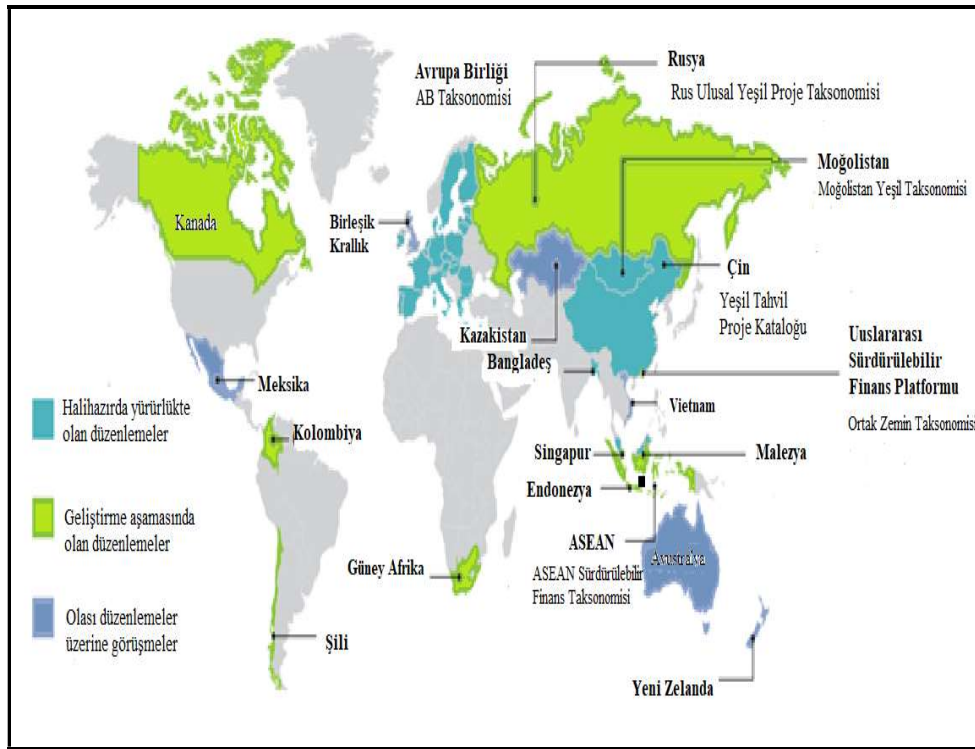 Avrupa Birliği
AB Taksonomisi
Rusya
Rus Ulusal Yeşil Proje Taksonomisi
Moğolistan
Moğolistan Yeşil Taksonomisi
Kanada
Birleşik
Krallık
Çin
Yeşil Tahvil
Proje Kataloğu
Kazakistan
Bangladeş
Uuslararası
Sürdürülebilir
Finans Platformu
Ortak Zemin Taksonomisi
Meksika
Vietnam
Halihazırda yürürlükte
olan düzenlemeler
Kolombiya
Singapur
Malezya
Endonezya
Geliştirme aşamasında
olan düzenlemeler
ASEAN
ASEAN Sürdürülebilir
Finans Taksonomisi
Avustralya
Güney Afrika
Olası düzenlemeler
üzerine görüşmeler
Şili
Yeni Zelanda